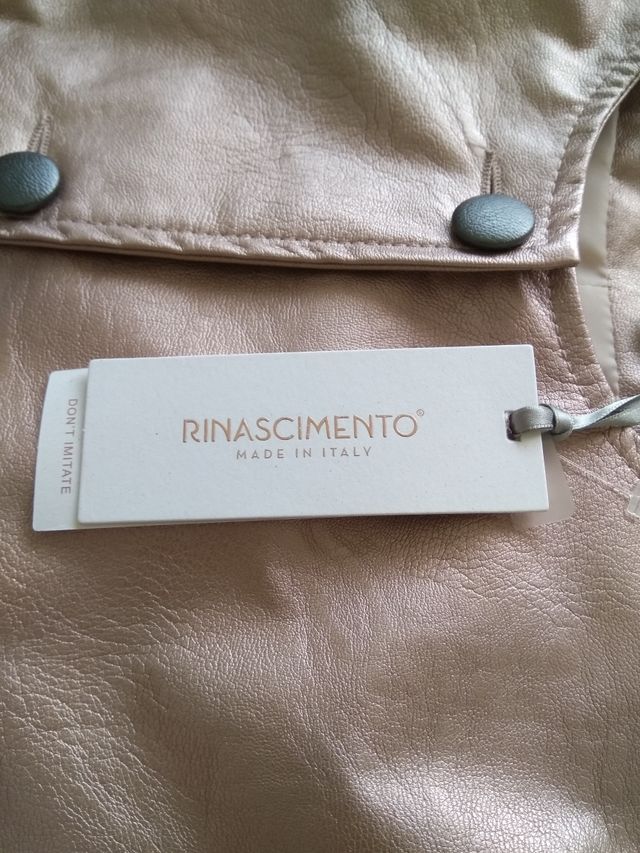 RINASCIMENTO®
MADE IN ITALY
DON'T IMITATE